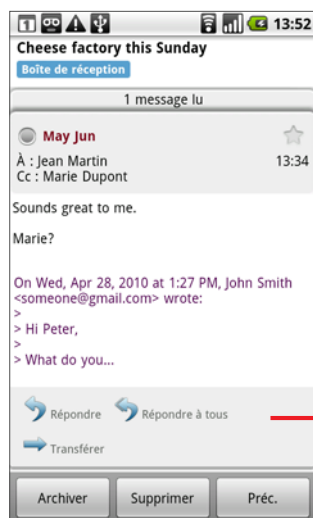 1 13:52
Cheese factory this Sunday
Boîte de réception
1 message lu
May Jun
À : Jean Martin 13:34
Cc : Marie Dupont
Sounds great to me.
Marie?
On Wed, Apr 28, 2010 at 1:27 PM, John Smith
<someone@gmail.com> wrote:
>
> Hi Peter,
>
> What do you...
Répondre Répondre à tous
Transférer
Archiver Supprimer Préc.